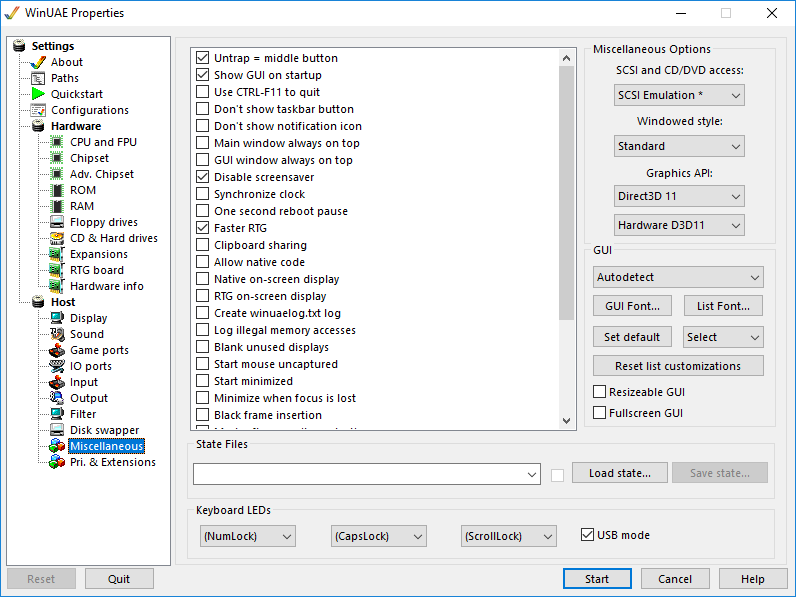 WinUAE Properties
Settings
About
Paths
Quickstart
Configurations
Hardware
CPU and FPU
Chipset
Adv. Chipset
ROM
RAM
Floppy drives
CD & Hard drives
Expansions
RTG board
Hardware info
Host
Display
Sound
Game ports
IO ports
Input
Output
Filter
Disk swapper
Miscellaneous
Pri. & Extensions
Reset
Quit
Untrap = middle button
Show GUI on startup
Use CTRL-F11 to quit
Don't show taskbar button
Don't show notification icon
Main window always on top
GUI window always on top
Disable screensaver
Synchronize clock
One second reboot pause
Faster RTG
Clipboard sharing
Allow native code
Native on-screen display
RTG on-screen display
Create winuaelog.txt log
Log illegal memory accesses
Blank unused displays
Start mouse uncaptured
Start minimized
Minimize when focus is lost
Black frame insertion
Miscellaneous Options
SCSI and CD/DVD access:
SCSI Emulation *
Windowed style:
Standard
Graphics API:
Direct3D 11
Hardware D3D11
GUI
Autodetect
GUI Font...
List Font...
Set default
Select
Reset list customizations
Resizeable GUI
Fullscreen GUI
State Files
Load state...
Save state...
Keyboard LEDs
(NumLock)
(CapsLock)
(ScrollLock)
USB mode
Start
Cancel
Help